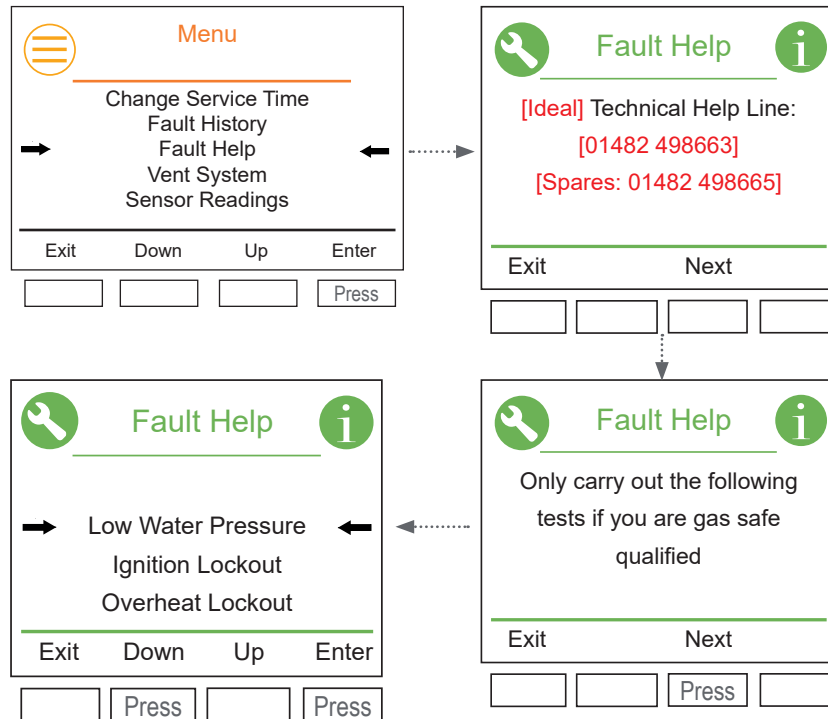 Menu
Change Service Time
Fault History
Fault Help
Vent System
Sensor Readings
Exit Down Up Enter
Press
Fault Help
i
[Ideal] Technical Help Line:
[01482 498663]
[Spares: 01482 498665]
Exit Next
Fault Help
i
Only carry out the following
tests if you are gas safe
qualified
Exit Next
Press
Fault Help
i
Low Water Pressure
Ignition Lockout
Overheat Lockout
Exit Down Up Enter
Press Press